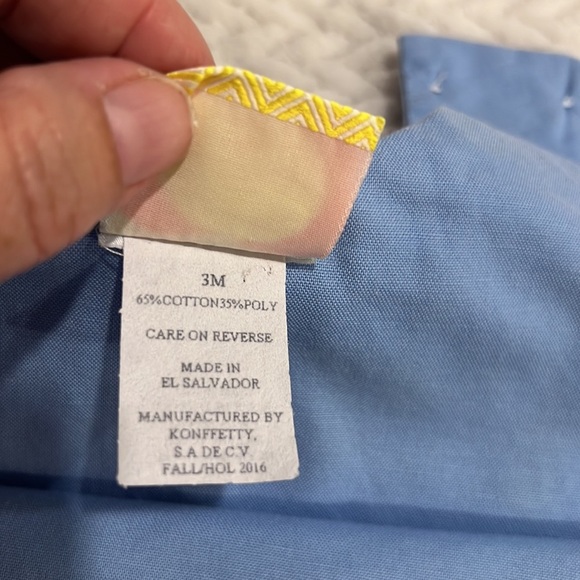 3M
65%COTTON35%POLY
CARE ON REVERSE
MADE IN
EL SALVADOR
MANUFACTURED BY
KONFFETTY,
S.A DE C.V.
FALL/HOL 2016